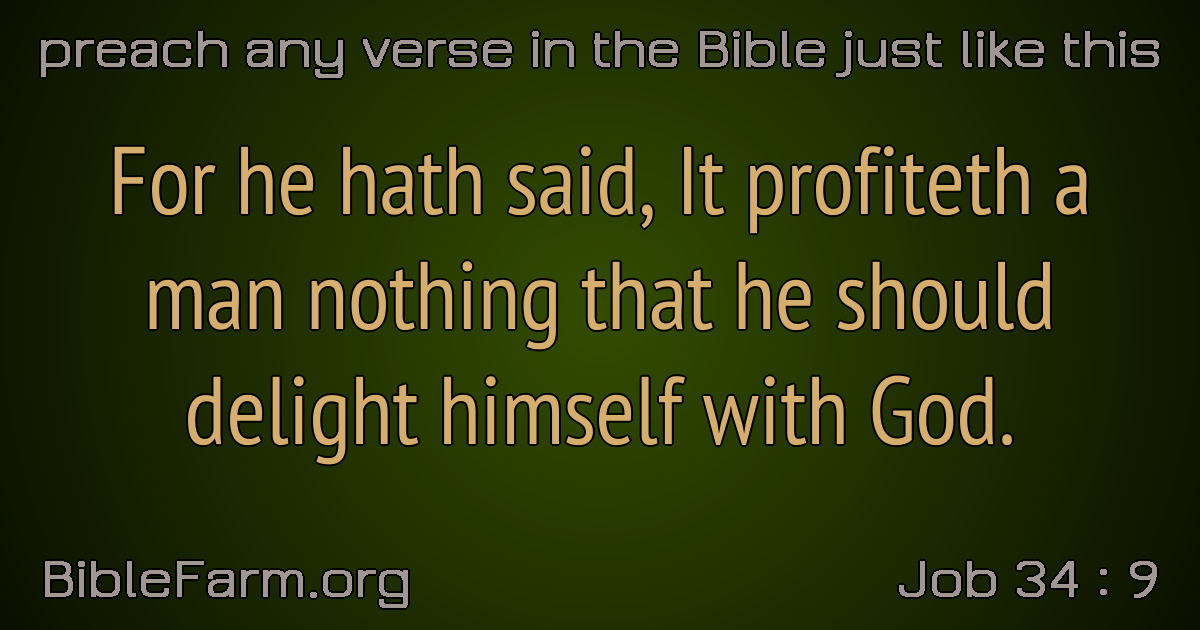 preach any verse in the Bible just like this
For he hath said, It profiteth a
man nothing that he should
delight himself with God.
BibleFarm.org
Job 34 : 9